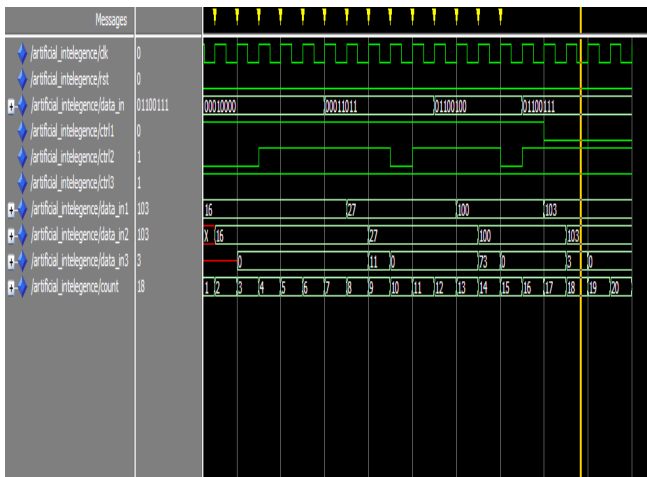 Messages
/artificial_intelegence/clk 0
/artificial_intelegence/rst 0
/artificial_intelegence/data_in 01100111 00010000 00011011 01100100 01100111
/artificial_intelegence/ctrl1 0
/artificial_intelegence/ctrl2 1
/artificial_intelegence/ctrl3 1
/artificial_intelegence/data_in1 103 16 27 100 103
/artificial_intelegence/data_in2 103 X 16 27 100 103
/artificial_intelegence/data_in3 3 0 11 0 73 0 3 0
/artificial_intelegence/count 18 1 2 3 4 5 6 7 8 9 10 11 12 13 14 15 16 17 18 19 20